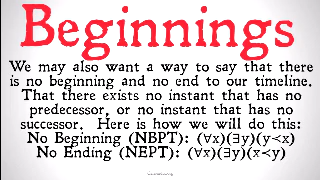 Beginnings
We may also want a way to say that there
is no beginning and no end to our timeline.
That there exists no instant that has no
predecessor, or no instant that has no
successor. Here is how we will do this:
No Beginning (NBPT): (∀x)(∃y)(y<x)
No Ending (NEPT): (∀x)(∃y)(x<y)